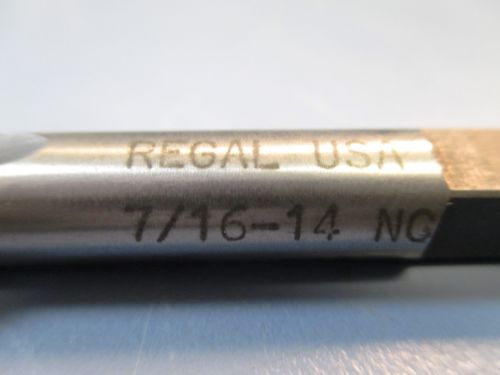 REGAL USA
7/16-14 NC